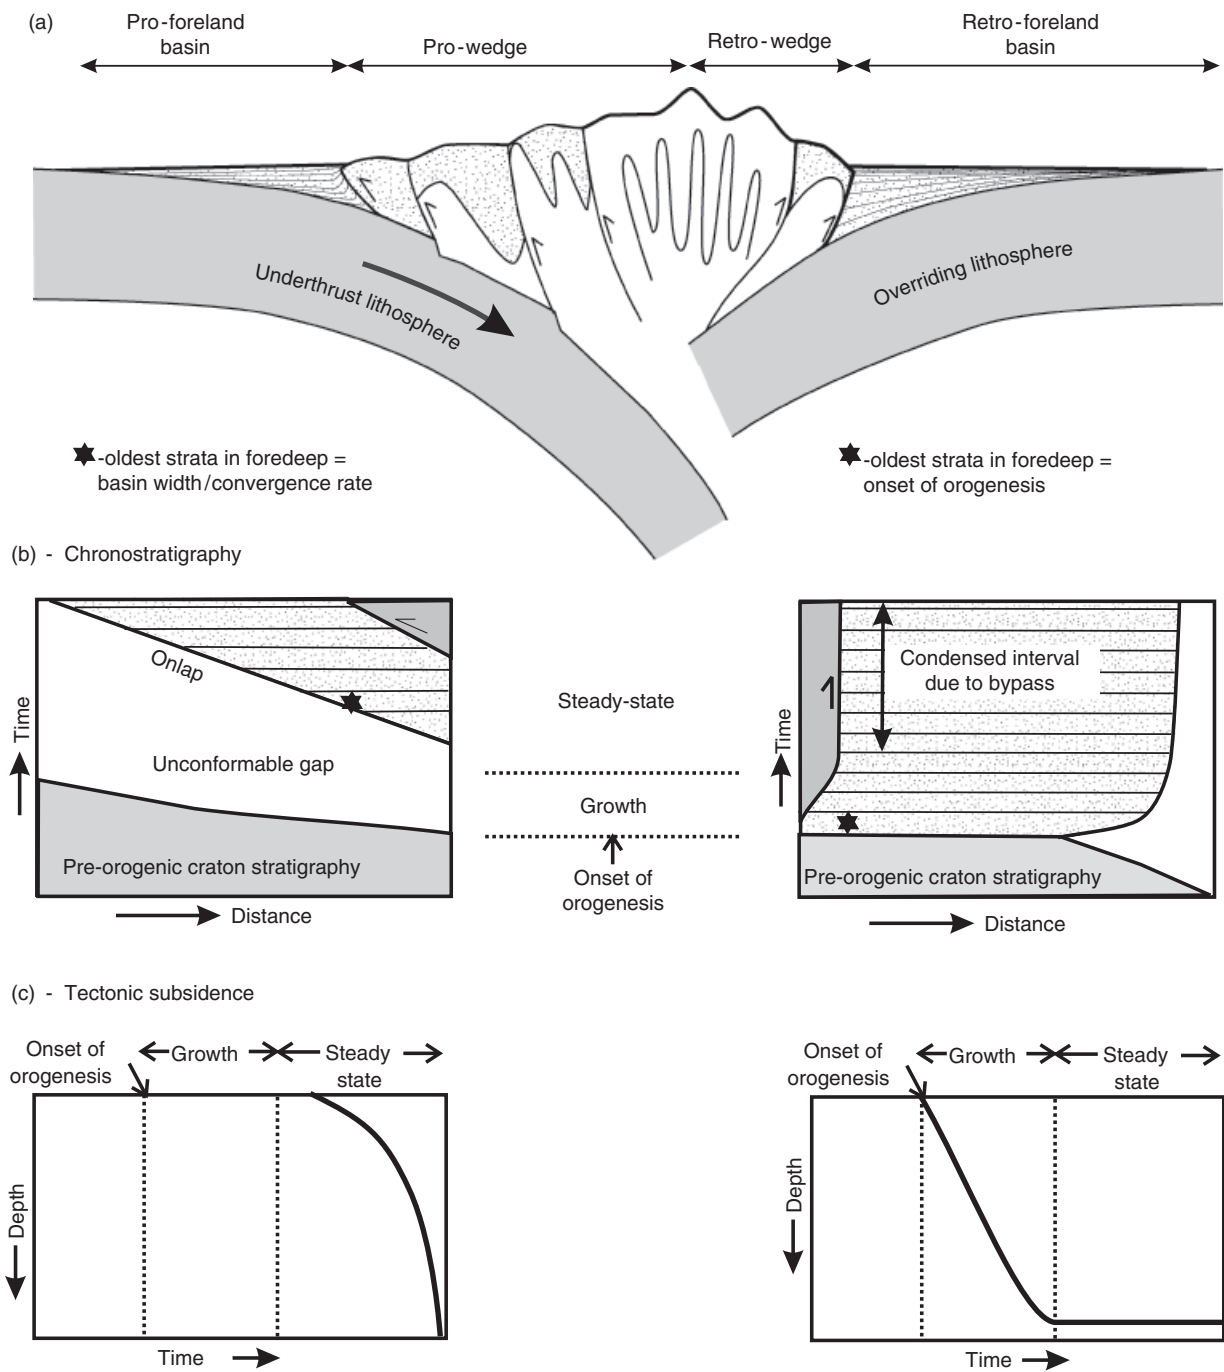 (a)
Pro-foreland
basin
Pro-wedge
Retro-wedge
Retro-foreland
basin
Underthrust lithosphere
Overriding lithosphere
-oldest strata in foredeep =
basin width/convergence rate
-oldest strata in foredeep =
onset of orogenesis
(b) - Chronostratigraphy
Time
Onlap
Unconformable gap
Pre-orogenic craton stratigraphy
Distance
Steady-state
Growth
Onset of
orogenesis
Time
Condensed interval
due to bypass
Pre-orogenic craton stratigraphy
Distance
(c) - Tectonic subsidence
Onset of
orogenesis
Growth
Steady
state
Depth
Time
Onset of
orogenesis
Growth
Steady
state
Depth
Time